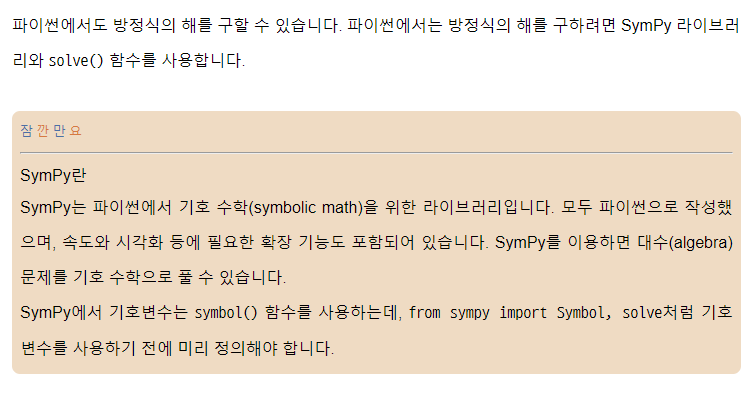 파이썬에서도 방정식의 해를 구할 수 있습니다. 파이썬에서는 방정식의 해를 구하려면 SymPy 라이브러
리와 solve() 함수를 사용합니다.
잠깐만요
SymPy란
SymPy는 파이썬에서 기호 수학(symbolic math)을 위한 라이브러리입니다. 모두 파이썬으로 작성했
으며, 속도와 시각화 등에 필요한 확장 기능도 포함되어 있습니다. SymPy를 이용하면 대수(algebra)
문제를 기호 수학으로 풀 수 있습니다.
SymPy에서 기호변수는 symbol() 함수를 사용하는데, from sympy import Symbol, solve처럼 기호
변수를 사용하기 전에 미리 정의해야 합니다.